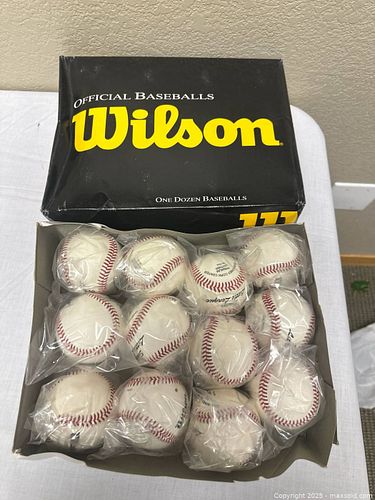 OFFICIAL BASEBALLS
Wilson
ONE DOZEN BASEBALLS
Copyright 2025 - maxsold.com